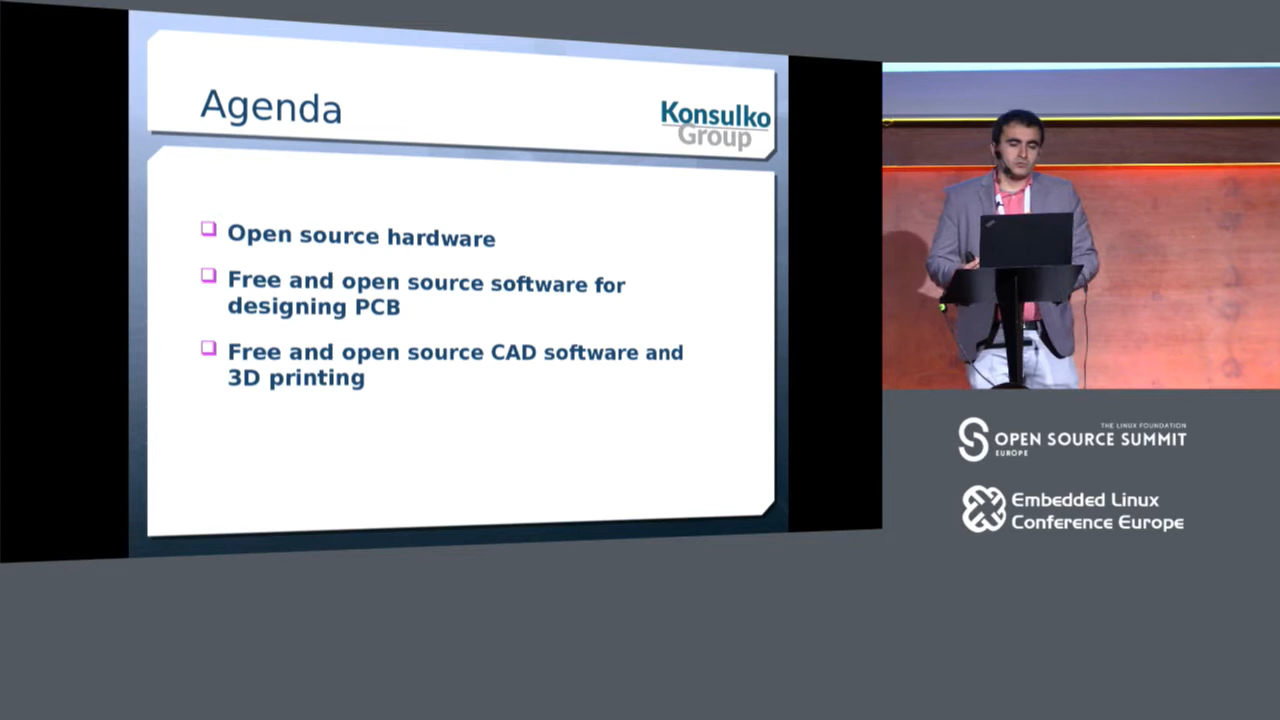 Agenda
Konsulko
Group
Open source hardware
Free and open source software for
designing PCB
Free and open source CAD software and
3D printing
THE LINUX FOUNDATION
OPEN SOURCE SUMMIT
EUROPE
Embedded Linux
Conference Europe